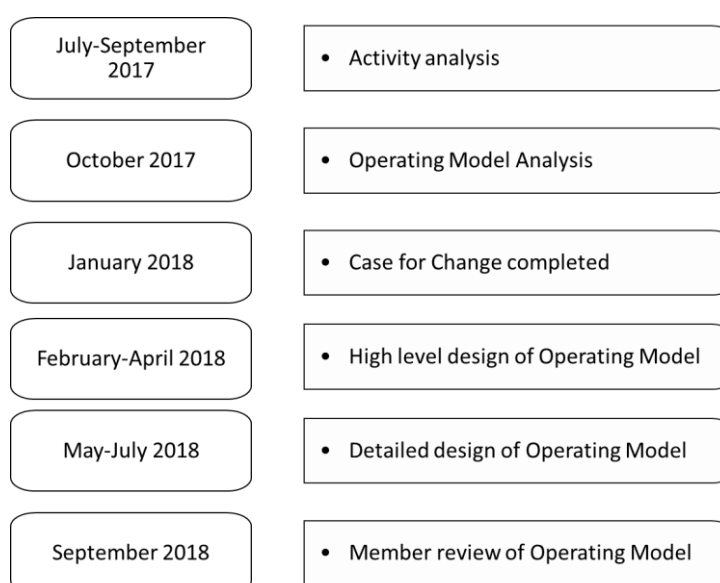 July-September
2017
• Activity analysis
October 2017
• Operating Model Analysis
January 2018
• Case for Change completed
February-April 2018
• High level design of Operating Model
May-July 2018
• Detailed design of Operating Model
September 2018
• Member review of Operating Model